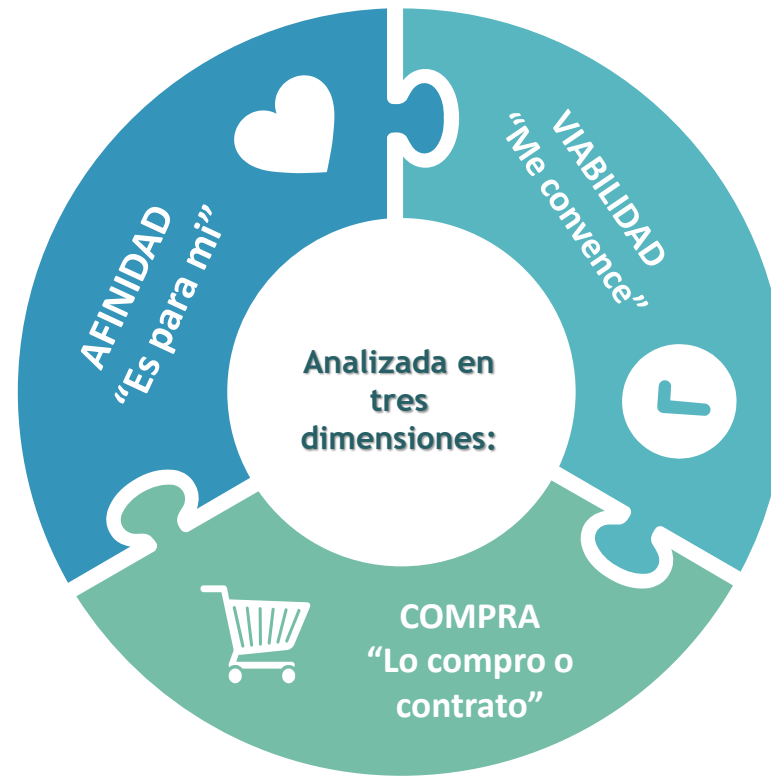 AFINIDAD
“Es para mi”
VIABILIDAD
“Me convence”
Analizada en
tres
dimensiones:
COMPRA
“Lo compro o
contrato”